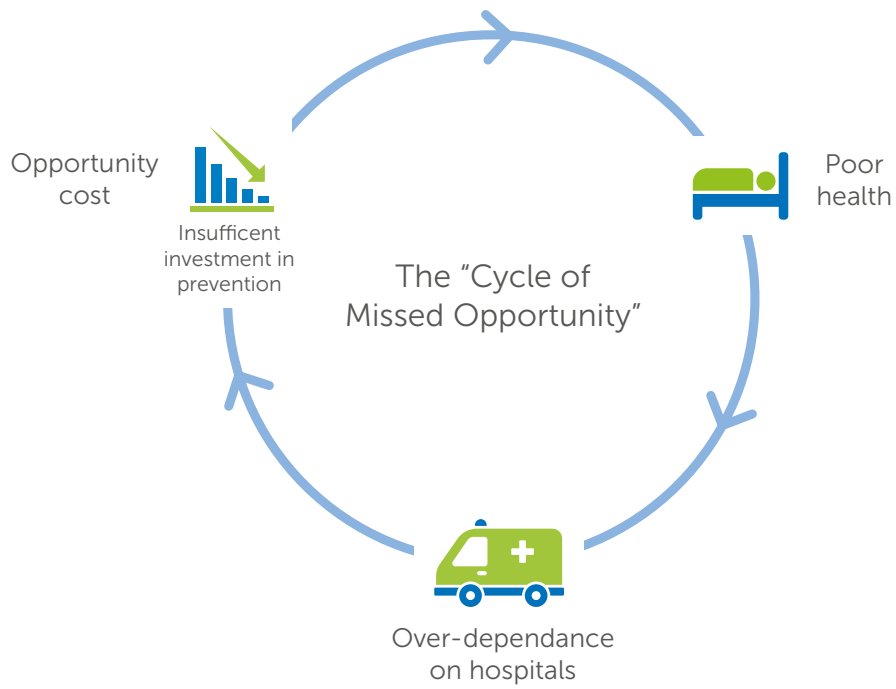 Opportunity
cost
Insufficent
investment in
prevention
Poor
health
The “Cycle of
Missed Opportunity”
Over-dependance
on hospitals